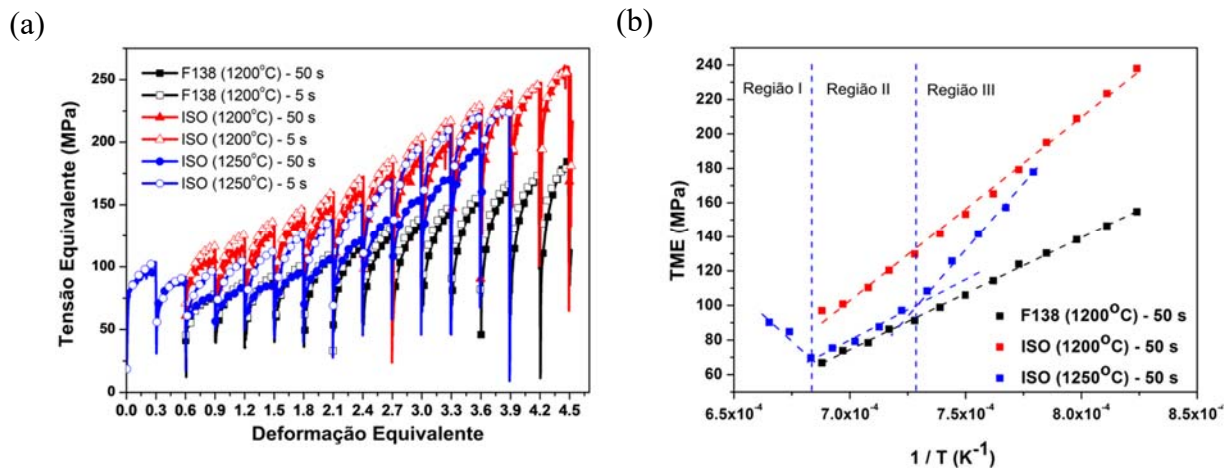 (a)
F138 (1200°C) - 50 s
F138 (1200°C) - 5 s
ISO (1200°C) - 50 s
ISO (1200°C) - 5 s
ISO (1250°C) - 50 s
ISO (1250°C) - 5 s
Tensão Equivalente (MPa)
250
200
150
100
50
0
0.0 0.3 0.6 0.9 1.2 1.5 1.8 2.1 2.4 2.7 3.0 3.3 3.6 3.9 4.2 4.5
Deformação Equivalente
(b)
Região I Região II Região III
TME (MPa)
240
220
200
180
160
140
120
100
80
60
F138 (1200°C) - 50 s
ISO (1200°C) - 50 s
ISO (1250°C) - 50 s
6.5x10⁻⁴ 7.0x10⁻⁴ 7.5x10⁻⁴ 8.0x10⁻⁴ 8.5x10⁻⁴
1 / T (K⁻¹)